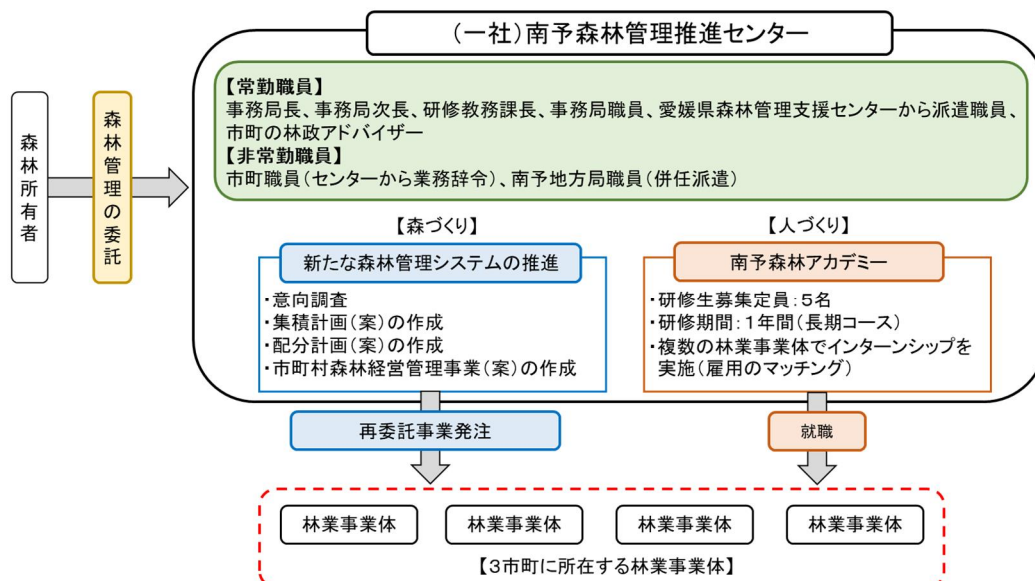 （一社）南予森林管理推進センター
【常勤職員】
事務局長、事務局次長、研修教務課長、事務局職員、愛媛県森林管理支援センターから派遣職員、
市町の林政アドバイザー
【非常勤職員】
市町職員（センターから業務辞令）、南予地方局職員（併任派遣）
森林所有者
森林管理の委託
【森づくり】
新たな森林管理システムの推進
・意向調査
・集積計画（案）の作成
・配分計画（案）の作成
・市町村森林経営管理事業（案）の作成
【人づくり】
南予森林アカデミー
・研修生募集定員：５名
・研修期間：１年間（長期コース）
・複数の林業事業体でインターンシップを
実施（雇用のマッチング）
再委託事業発注
就職
林業事業体
林業事業体
林業事業体
林業事業体
【３市町に所在する林業事業体】